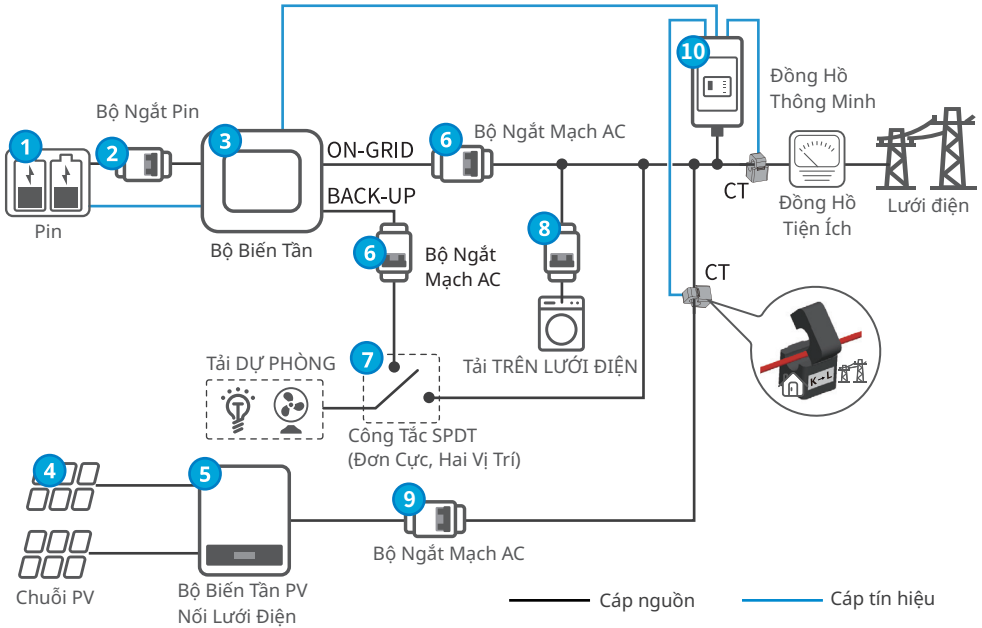 10
Đồng Hồ
Thông Minh
Bộ Ngắt Pin
Bộ Ngắt Mạch AC
1
2
3
ON-GRID
6
BACK-UP
CT
Pin
Bộ Biến Tần
Đồng Hồ
Tiện Ích
Lưới điện
6
Bộ Ngắt
Mạch AC
8
CT
Tải DỰ PHÒNG
7
Tải TRÊN LƯỚI ĐIỆN
K→L
Công Tắc SPDT
(Đơn Cực, Hai Vị Trí)
4
5
9
Bộ Ngắt Mạch AC
Chuỗi PV
Bộ Biến Tần PV
Nối Lưới Điện
Cáp nguồn
Cáp tín hiệu